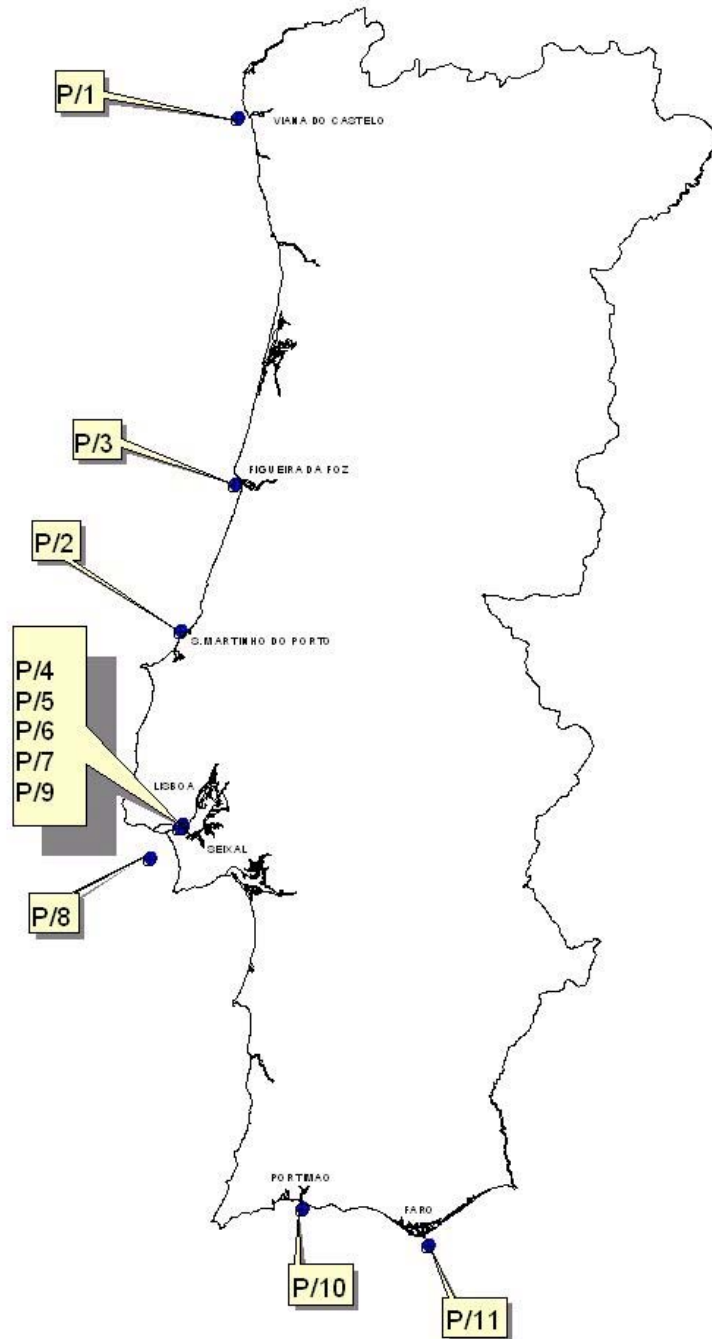 P/1
VIANA DO CASTELO
P/3
FIGUEIRA DA FOZ
P/2
S.MARTINHO DO PORTO
P/4
P/5
P/6
P/7
P/9
LISBOA
SEIXAL
P/8
PORTIMAO
FARO
P/10
P/11